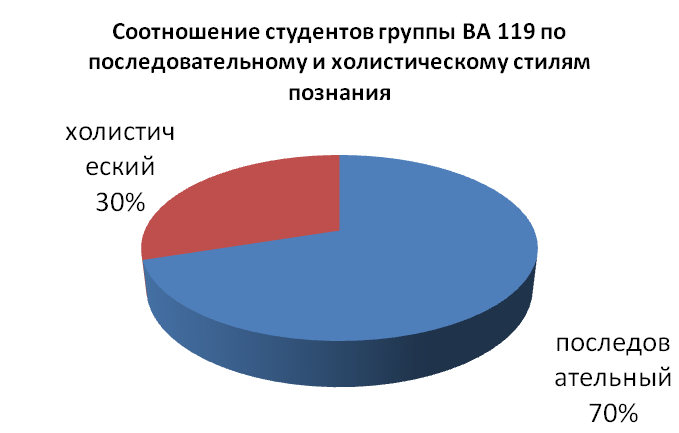 Соотношение студентов группы ВА 119 по
последовательному и холистическому стилям
познания
холистич
еский
30%
последов
ательный
70%